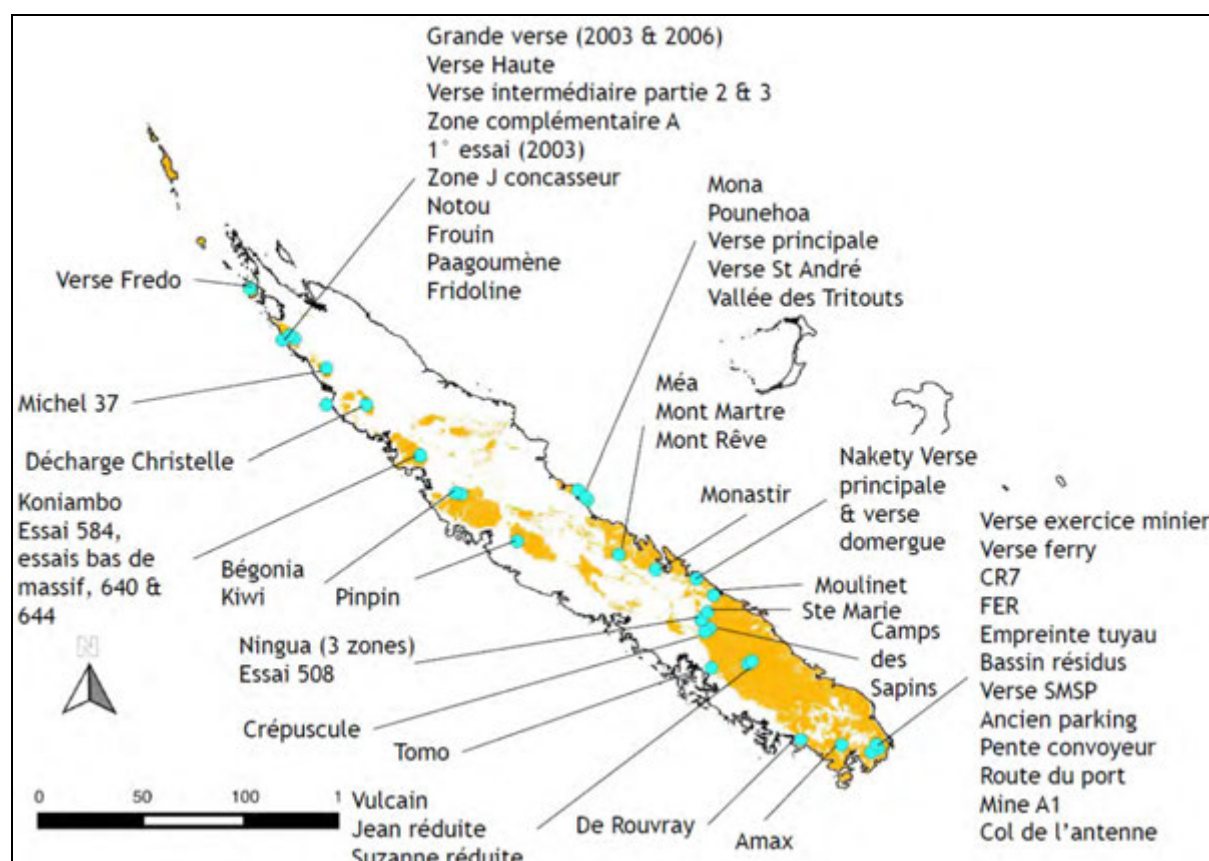 Grande verse (2003 & 2006)
Verse Haute
Verse intermédiaire partie 2 & 3
Zone complémentaire A
1° essai (2003)
Zone J concasseur
Notou
Frouin
Paagoumène
Fridoline
Mona
Pounehoa
Verse principale
Verse St André
Vallée des Tritouts
Verse Fredo
Michel 37
Décharge Christelle
Koniambo
Essai 584,
essais bas de
massif, 640 &
644
Bégonia
Kiwi
Pinpin
Méa
Mont Martre
Mont Rêve
Monastir
Nakety Verse
principale
& verse
domergue
Moulinet
Ste Marie
Camps
des
Sapins
Ningua (3 zones)
Essai 508
Crépuscule
Tomo
Vulcain
Jean réduite
Suzanne réduite
De Rouvray
Amax
Verse exercice minier
Verse ferry
CR7
FER
Empreinte tuyau
Bassin résidus
Verse SMSP
Ancien parking
Pente convoyeur
Route du port
Mine A1
Col de l'antenne
N
0 50 100 1